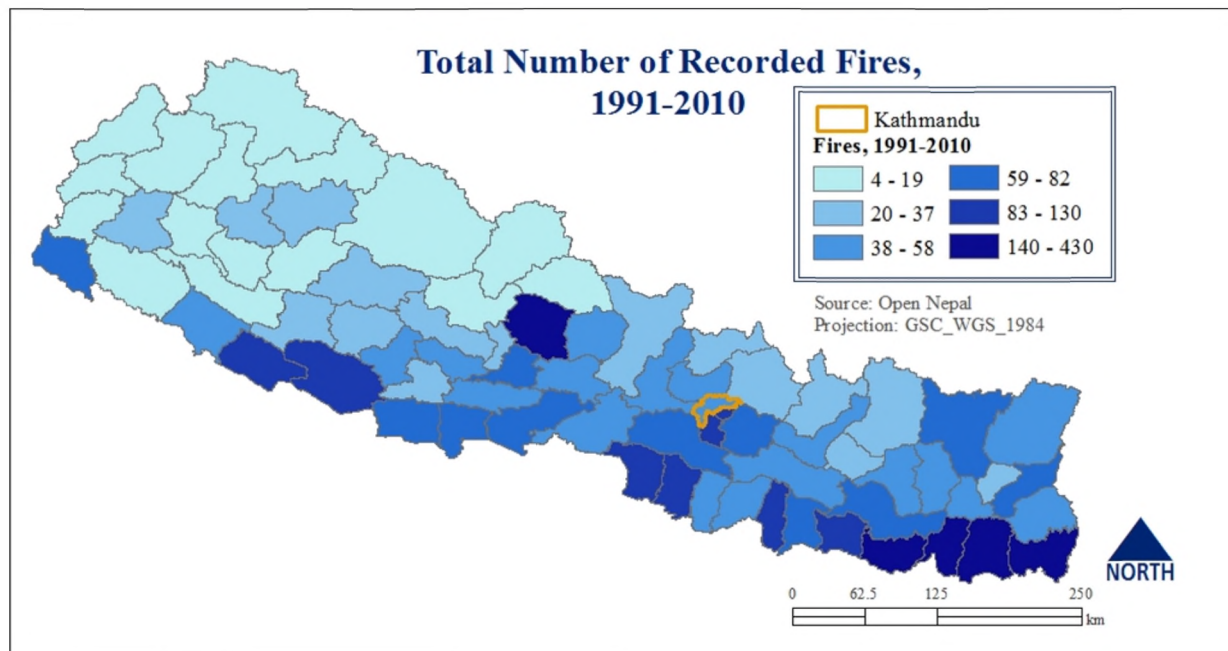 Total Number of Recorded Fires,
1991-2010
Kathmandu
Fires, 1991-2010
4 - 19
59 - 82
20 - 37
83 - 130
38 - 58
140 - 430
Source: Open Nepal
Projection: GSC_WGS_1984
NORTH
0 62.5 125 250
km